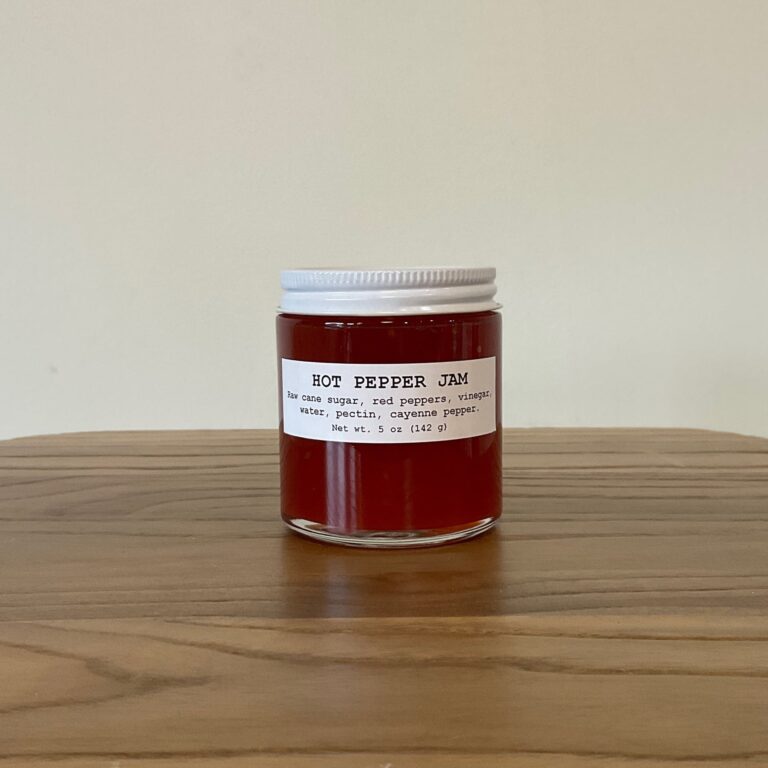 HOT PEPPER JAM
Raw cane sugar, red peppers, vinegar,
water, pectin, cayenne pepper.
Net wt. 5 oz (142 g)